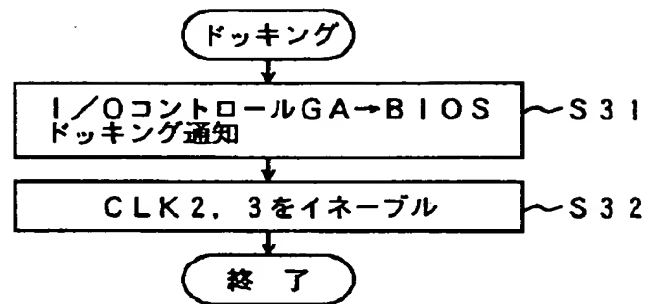 ドッキング
I/OコントロールGA→BIOS
ドッキング通知
S31
CLK2,3をイネーブル
S32
終了